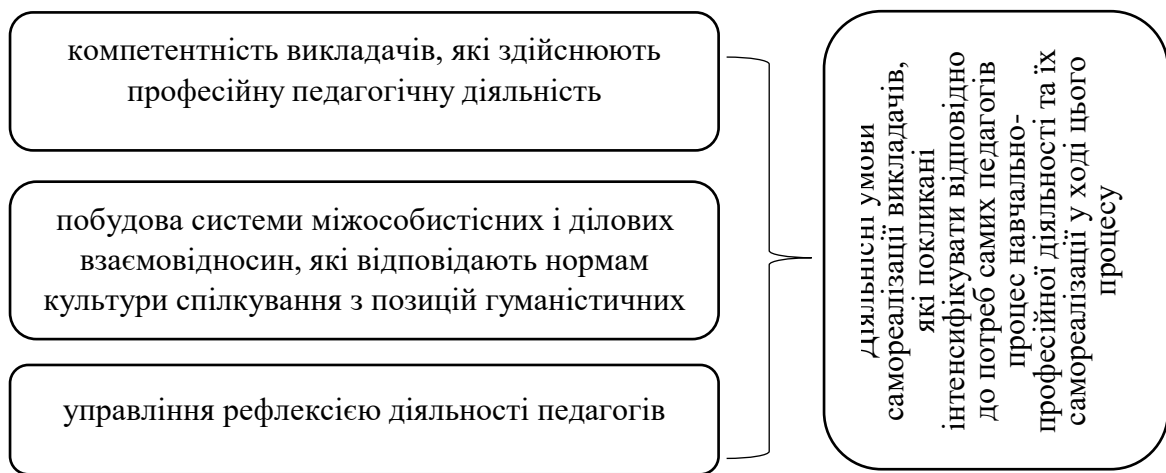 компетентність викладачів, які здійснюють
професійну педагогічну діяльність
побудова системи міжособистісних і ділових
взаємовідносин, які відповідають нормам
культури спілкування з позицій гуманістичних
управління рефлексією діяльності педагогів
Діяльнісні умови
самореалізації викладачів,
які покликані
інтенсифікувати відповідно
до потреб самих педагогів
процес навчально-
професійної діяльності та їх
самореалізації у ході цього
процесу